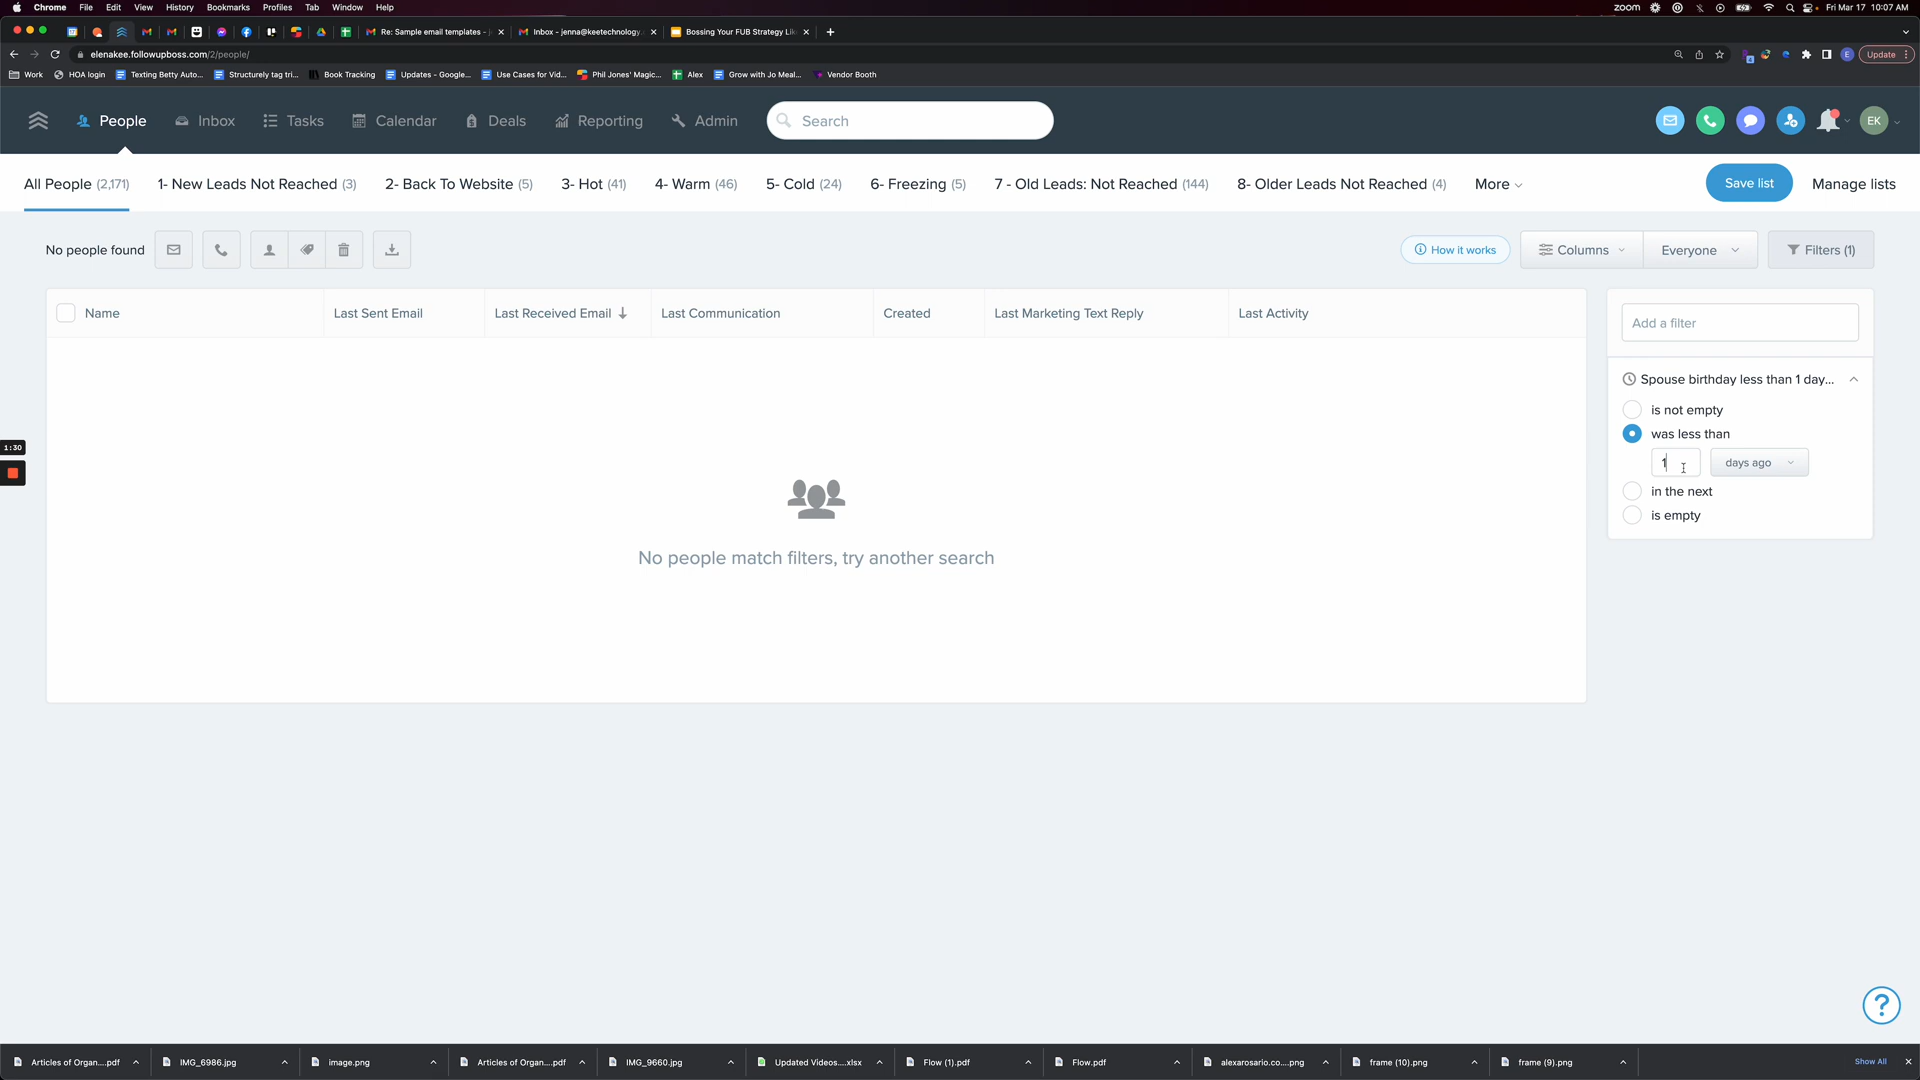 Chrome File Edit View History Bookmarks Profiles Tab Window Help zoom Fri Mar 17 10:07 AM
Re: Sample email templates - j Inbox - jenna@keetechnology. Bossing Your FUB Strategy Lik
elenakee.followupboss.com/2/people/ Update
Work HOA login Texting Betty Auto... Structurely tag tri... Book Tracking Updates - Google... Use Cases for Vid... Phil Jones' Magic... Alex Grow with Jo Meal... Vendor Booth
People Inbox Tasks Calendar Deals Reporting Admin Search EK
All People (2,171) 1- New Leads Not Reached (3) 2- Back To Website (5) 3- Hot (41) 4- Warm (46) 5- Cold (24) 6- Freezing (5) 7 - Old Leads: Not Reached (144) 8- Older Leads Not Reached (4) More Save list Manage lists
No people found How it works Columns Everyone Filters (1)
Name Last Sent Email Last Received Email Last Communication Created Last Marketing Text Reply Last Activity
Add a filter
Spouse birthday less than 1 day...
is not empty
was less than
1 days ago
in the next
is empty
1:30
No people match filters, try another search
?
Articles of Organ....pdf IMG_6986.jpg image.png Articles of Organ....pdf IMG_9660.jpg Updated Videos....xlsx Flow (1).pdf Flow.pdf alexarosario.co....png frame (10).png frame (9).png Show All